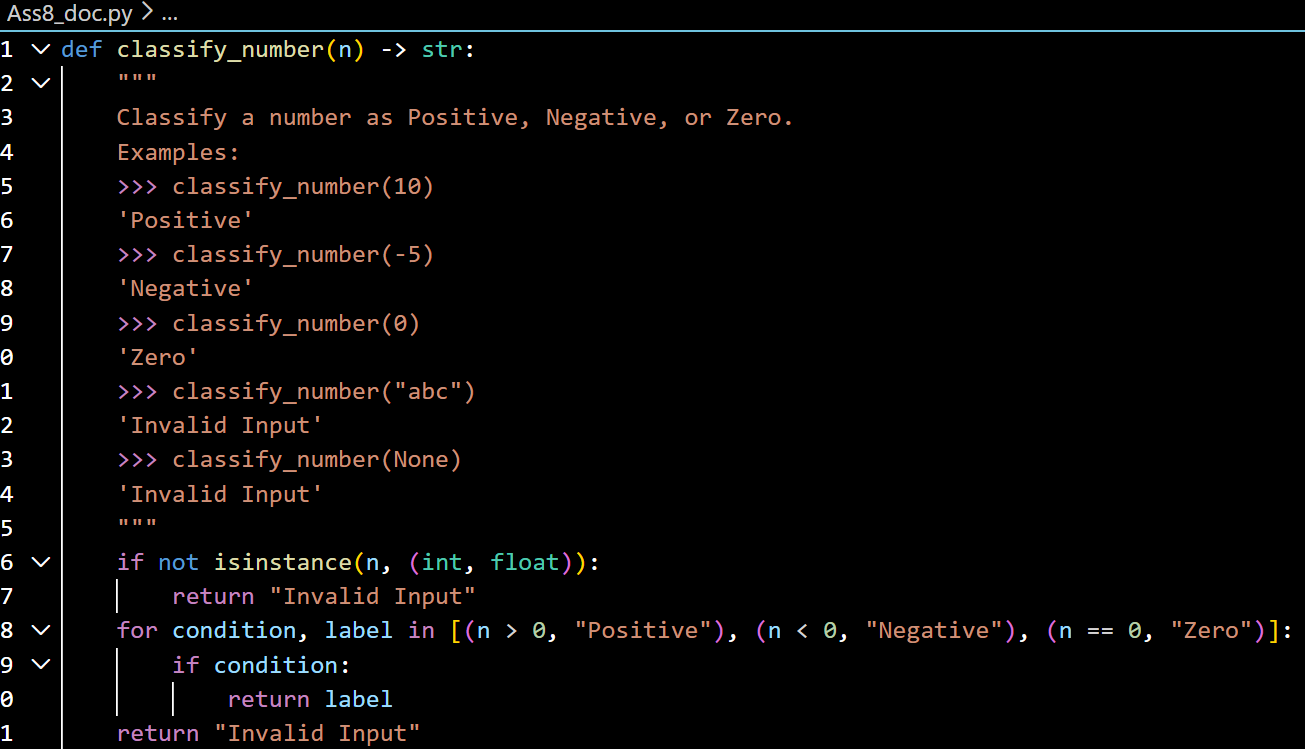 Ass8_doc.py > ...
1 def classify_number(n) -> str:
2     """
3     Classify a number as Positive, Negative, or Zero.
4     Examples:
5     >>> classify_number(10)
6     'Positive'
7     >>> classify_number(-5)
8     'Negative'
9     >>> classify_number(0)
0     'Zero'
1     >>> classify_number("abc")
2     'Invalid Input'
3     >>> classify_number(None)
4     'Invalid Input'
5     """
6     if not isinstance(n, (int, float)):
7         return "Invalid Input"
8     for condition, label in [(n > 0, "Positive"), (n < 0, "Negative"), (n == 0, "Zero")]:
9         if condition:
0             return label
1     return "Invalid Input"